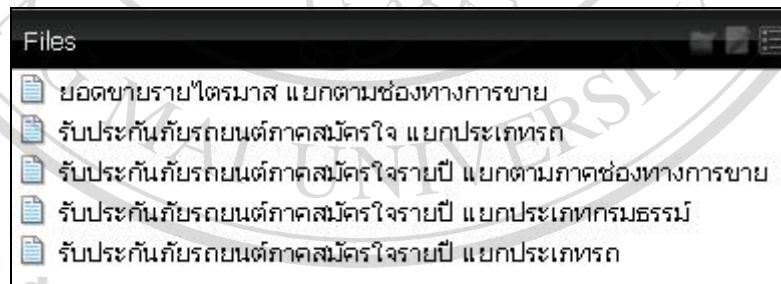 Files
ยอดขายรายไตรมาส แยกตามช่องทางการขาย
รับประกันภัยรถยนต์ภาคสมัครใจ แยกประเภทรถ
รับประกันภัยรถยนต์ภาคสมัครใจรายปี แยกตามภาคช่องทางการขาย
รับประกันภัยรถยนต์ภาคสมัครใจรายปี แยกประเภทกรมธรรม์
รับประกันภัยรถยนต์ภาคสมัครใจรายปี แยกประเภทรถ
MAI UNIVERSIT